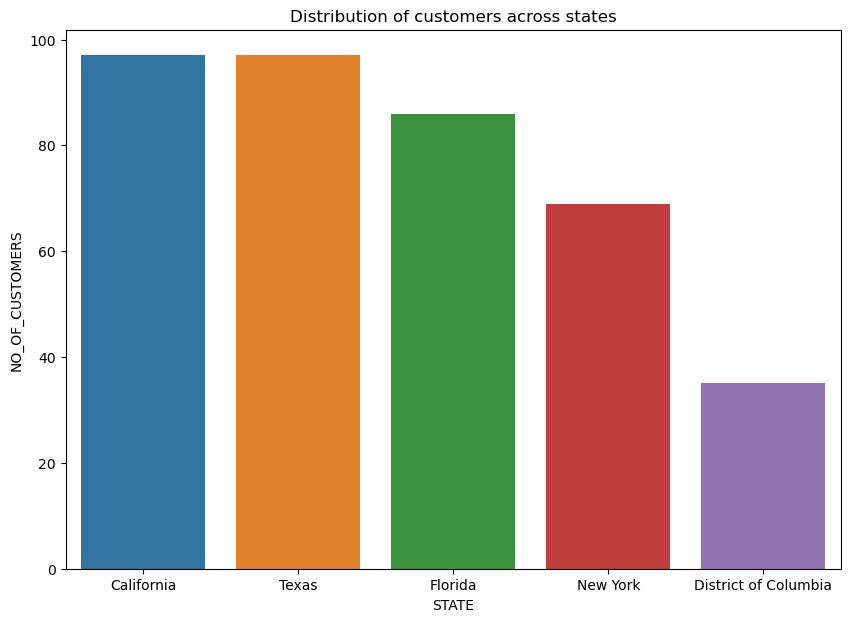 Distribution of customers across states
100
80
60
40
20
0
NO_OF_CUSTOMERS
California Texas Florida New York District of Columbia
STATE